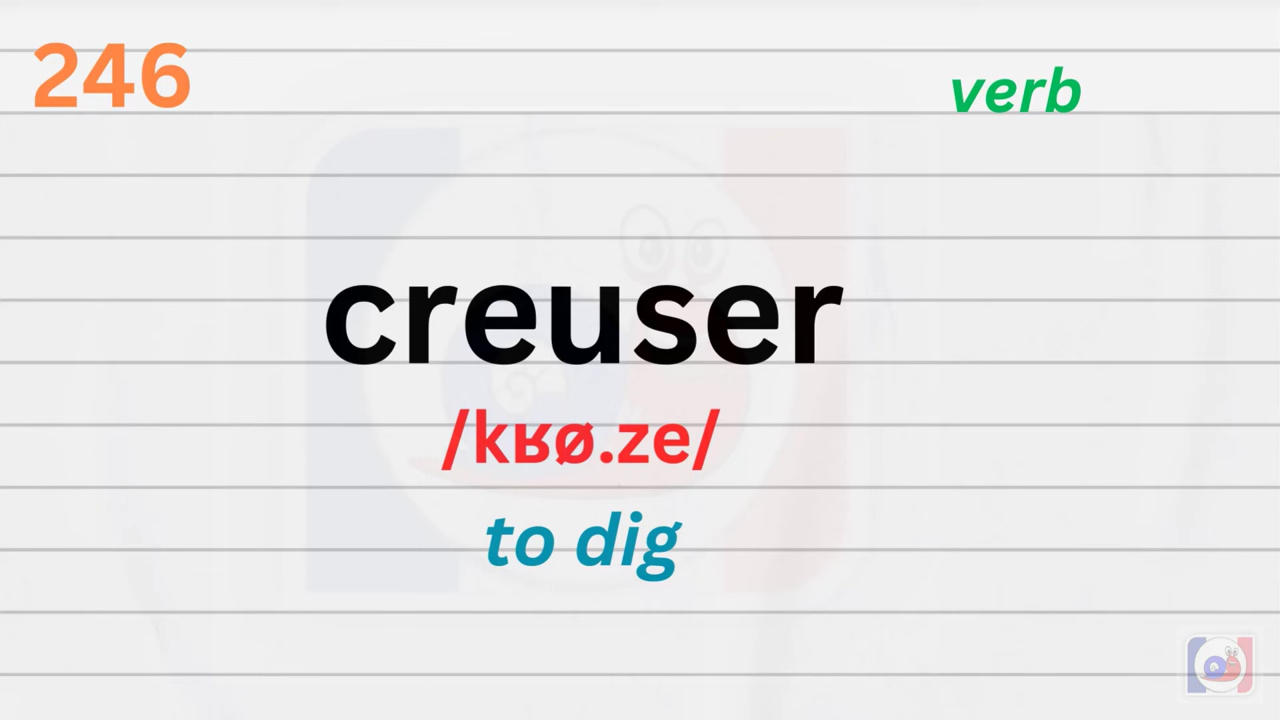 246
verb
creuser
/kʁø.ze/
to dig